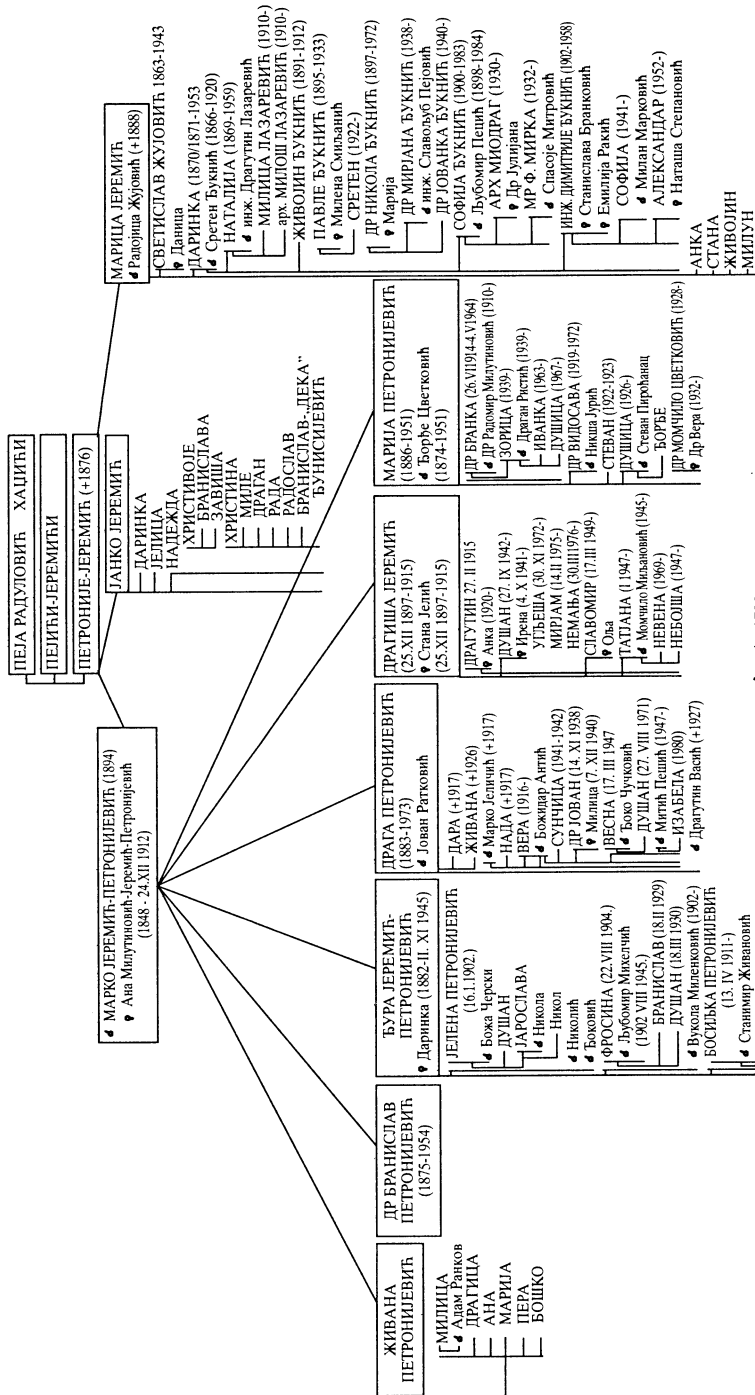 ПЕЈА РАДУЛОВИЋ ХАЏИЋИ
ПЕЈИЋИ-ЈЕРЕМИЋИ
ПЕТРОНИЈЕ-ЈЕРЕМИЋ (+1876)
МАРКО ЈЕРЕМИЋ-ПЕТРОНИЈЕВИЋ (1894)
Ана Милутиновић-Јеремић-Петронијевић
(1848 - 24.XII 1912)
ЈАНКО ЈЕРЕМИЋ
ДАРИНКА
ЈЕЛИЦА
НАДЕЖДА
ХРИСТИВОЈЕ
БРАНИСЛАВА
ЗАВИША
ХРИСТИНА
МИЛЕ
ДРАГАН
РАДА
РАДОСЛАВ
БРАНИСЛАВ-„ДЕКА”
ЂУНИСИЈЕВИЋ
МАРИЦА ЈЕРЕМИЋ
Радојица Жујовић (+1888)
СВЕТИСЛАВ ЖУЈОВИЋ 1863-1943
Даница
ДАРИНКА (1870/1871-1953
Сретен Ђукнић (1866-1920)
НАТАЛИЈА (1869-1959)
инж. Драгутин Лазаревић
МИЛИЦА ЛАЗАРЕВИЋ (1910-)
арх. МИЛОШ ЛАЗАРЕВИЋ (1910-)
ЖИВОЈИН ЂУКНИЋ (1891-1912)
ПАВЛЕ ЂУКНИЋ (1895-1933)
Милена Смиљанић
СРЕТЕН (1922-)
ДР НИКОЛА ЂУКНИЋ (1897-1972)
Марија
ДР МИРЈАНА ЂУКНИЋ (1938-)
инж. Славољуб Пејовић
ДР ЈОВАНКА ЂУКНИЋ (1940-)
СОФИЈА ЂУКНИЋ (1900-1983)
Љубомир Пешић (1898-1984)
АРХ МИОДРАГ (1930-)
Др Јулијана
МР Ф. МИРКА (1932-)
Спасоје Митровић
ИНЖ. ДИМИТРИЈЕ ЂУКНИЋ (1902-1958)
Станислава Бранковић
Емилија Ракић
СОФИЈА (1941-)
Милан Марковић
АЛЕКСАНДАР (1952-)
Наташа Степановић
АНКА
СТАНА
ЖИВОЈИН
МИЛУН
ЖИВАНА
ПЕТРОНИЈЕВИЋ
МИЛИЦА
Адам Ранков
ДРАГИЦА
АНА
МАРИЈА
ПЕРА
БОШКО
ДР БРАНИСЛАВ
ПЕТРОНИЈЕВИЋ
(1875-1954)
ЂУРА ЈЕРЕМИЋ-
ПЕТРОНИЈЕВИЋ
Даринка (1882-II. XI 1945)
ЈЕЛЕНА ПЕТРОНИЈЕВИЋ
(16.1.1902.)
Божа Черски
ДУШАН
ЈАРОСЛАВА
Никола
Никол
Николић
Ђоковић
ФРОСИНА (22.VIII 1904.)
Љубомир Михелчић
(1902.VIII 1945.)
БРАНИСЛАВ (18.II 1929)
ДУШАН (18.III 1930)
Вукола Миленковић (1902-)
БОСИЉКА ПЕТРОНИЈЕВИЋ
(13. IV 1911-)
Станимир Живановић
ДРАГА ПЕТРОНИЈЕВИЋ
(1883-1973)
Јован Ратковић
ДАРА (+1917)
ЖИВАНА (+1926)
Марко Јеличић (+1917)
НАДА (+1917)
ВЕРА (1916-)
Божидар Антић
СУНЧИЦА (1941-1942)
ДР ЈОВАН (14. XI 1938)
Милица (7. XII 1940)
ВЕСНА (17. III 1947
Ђоко Чучковић
ДУШАН (27. VIII 1971)
Митић Пешић (1947-)
ИЗАБЕЛА (1980)
Драгутин Васић (+1927)
ДРАГИША ЈЕРЕМИЋ
(25.XII 1897-1915)
Стана Јелић
(25.XII 1897-1915)
ДРАГУТИН 27. II 1915
Анка (1920-)
ДУШАН (27. IX 1942-)
Ирена (4. X 1941-)
УГЉЕША (30. XI 1972-)
МИРЈАМ (14.II 1975-)
НЕМАЊА (30.III1976-)
СЛАВОМИР (17.III 1949-)
Оља
ТАТЈАНА (1 1947-)
Момчило Миљановић (1945-)
НЕВЕНА (1969-)
НЕБОЈША (1947-)
МАРИЈА ПЕТРОНИЈЕВИЋ
(1886-1951)
Ђорђе Цветковић
(1874-1951)
ДР БРАНКА (26.VII1914-4.VI1964)
ДР Радомир Милутиновић (1910-)
ЗОРИЦА (1939-)
Драган Ристић (1939-)
ИВАНКА (1963-)
ДУШИЦА (1967-)
ДР ВИДОСАВА (1919-1972)
Никша Јурић
СТЕВАН (1922-1923)
ДУШИЦА (1926-)
Стеван Пироћанац
ЂОРЂЕ
ДР МОМЧИЛО ЦВЕТКОВИЋ (1928-)
Др Вера (1932-)